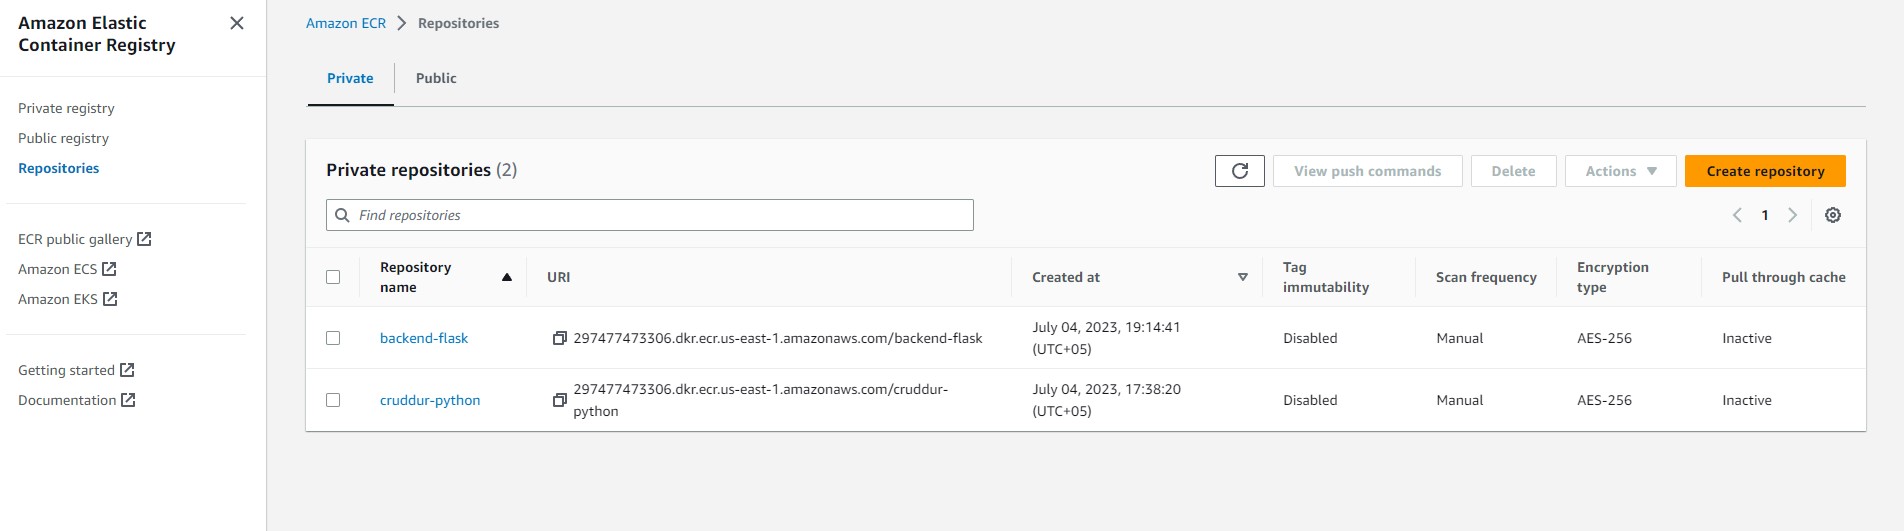 Amazon Elastic
Container Registry
Private registry
Public registry
Repositories
ECR public gallery
Amazon ECS
Amazon EKS
Getting started
Documentation
Amazon ECR > Repositories
Private
Public
Private repositories (2)
View push commands
Delete
Actions
Create repository
Find repositories
1
Repository
name
URI
Created at
Tag
immutability
Scan frequency
Encryption
type
Pull through cache
backend-flask
297477473306.dkr.ecr.us-east-1.amazonaws.com/backend-flask
July 04, 2023, 19:14:41
(UTC+05)
Disabled
Manual
AES-256
Inactive
cruddur-python
297477473306.dkr.ecr.us-east-1.amazonaws.com/cruddur-
python
July 04, 2023, 17:38:20
(UTC+05)
Disabled
Manual
AES-256
Inactive